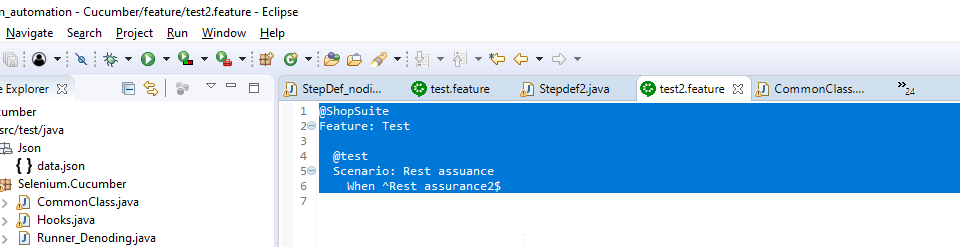 n_automation - Cucumber/feature/test2.feature - Eclipse
Navigate Search Project Run Window Help
e Explorer
StepDef_nodi...
test.feature
Stepdef2.java
test2.feature
CommonClass....
24
cumber
src/test/java
Json
data.json
Selenium.Cucumber
CommonClass.java
Hooks.java
Runner_Denoding.java
1 @ShopSuite
2 Feature: Test
3
4 @test
5 Scenario: Rest assuance
6 When ^Rest assurance2$
7